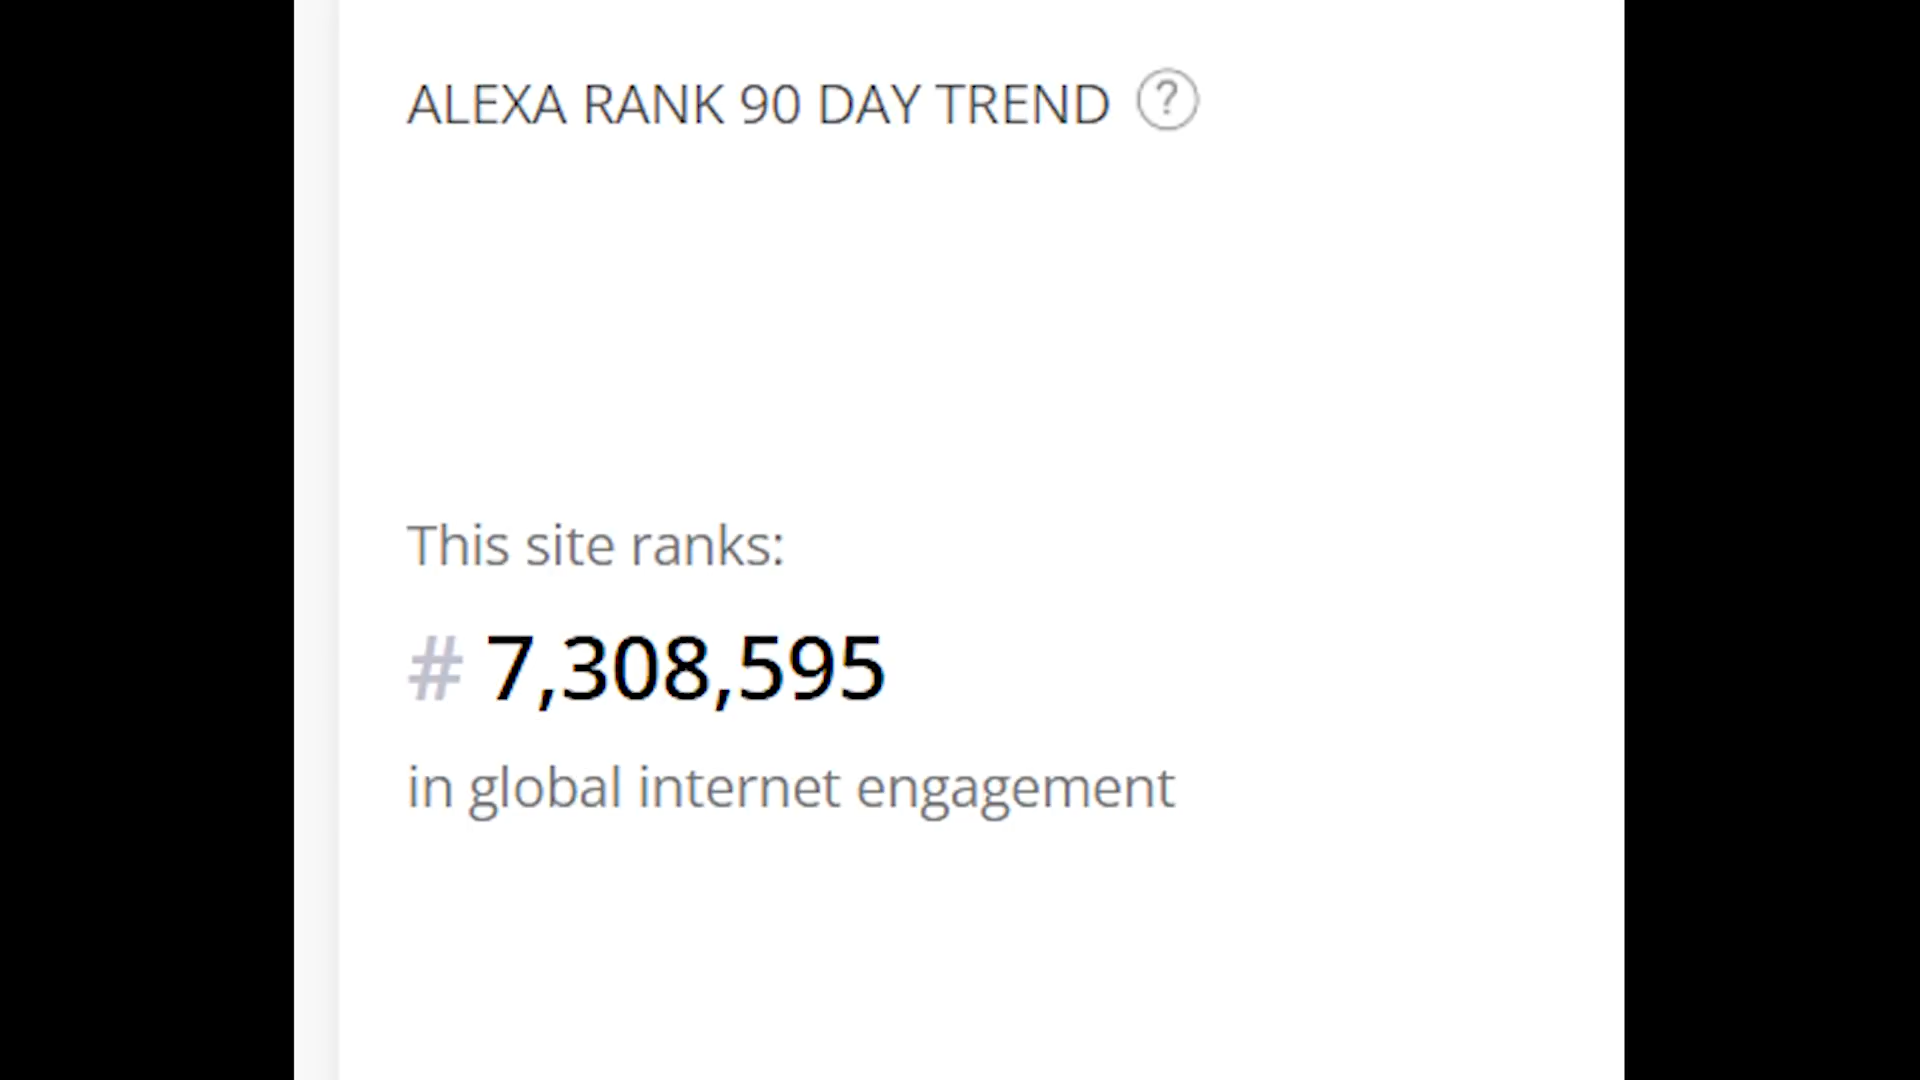 ALEXA RANK 90 DAY TREND ?
This site ranks:
# 7,308,595
in global internet engagement